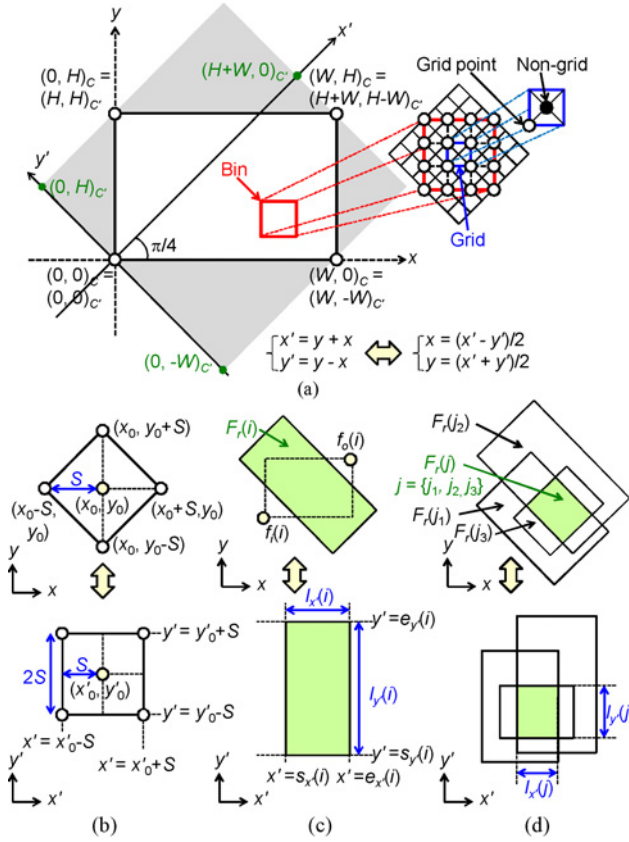 y
x'
(0, H)C =
(H, H)C'
(H+W, 0)C'
(W, H)C =
(H+W, H-W)C'
Grid point
Non-grid
y'
(0, H)C'
Bin
Grid
π/4
x
(0, 0)C =
(0, 0)C'
(W, 0)C =
(W, -W)C'
(0, -W)C'
x' = y + x
y' = y - x
x = (x' - y')/2
y = (x' + y')/2
(a)
(x0, y0+S)
S
(x0-S, y0)
(x0, y0)
(x0+S,y0)
(x0, y0-S)
y
x
Fr(i)
fo(i)
fi(i)
y
x
Fr(j2)
Fr(j)
j = {j1, j2, j3}
Fr(j1)
Fr(j3)
y
x
2S
S
(x'0, y'0)
y' = y'0+S
y' = y'0-S
x' = x'0-S
x' = x'0+S
y'
x'
lx'(i)
y' = ey'(i)
ly'(i)
y' = sy'(i)
x' = sx'(i)
x' = ex'(i)
y'
x'
ly'(j)
lx'(j)
y'
x'
(b)
(c)
(d)